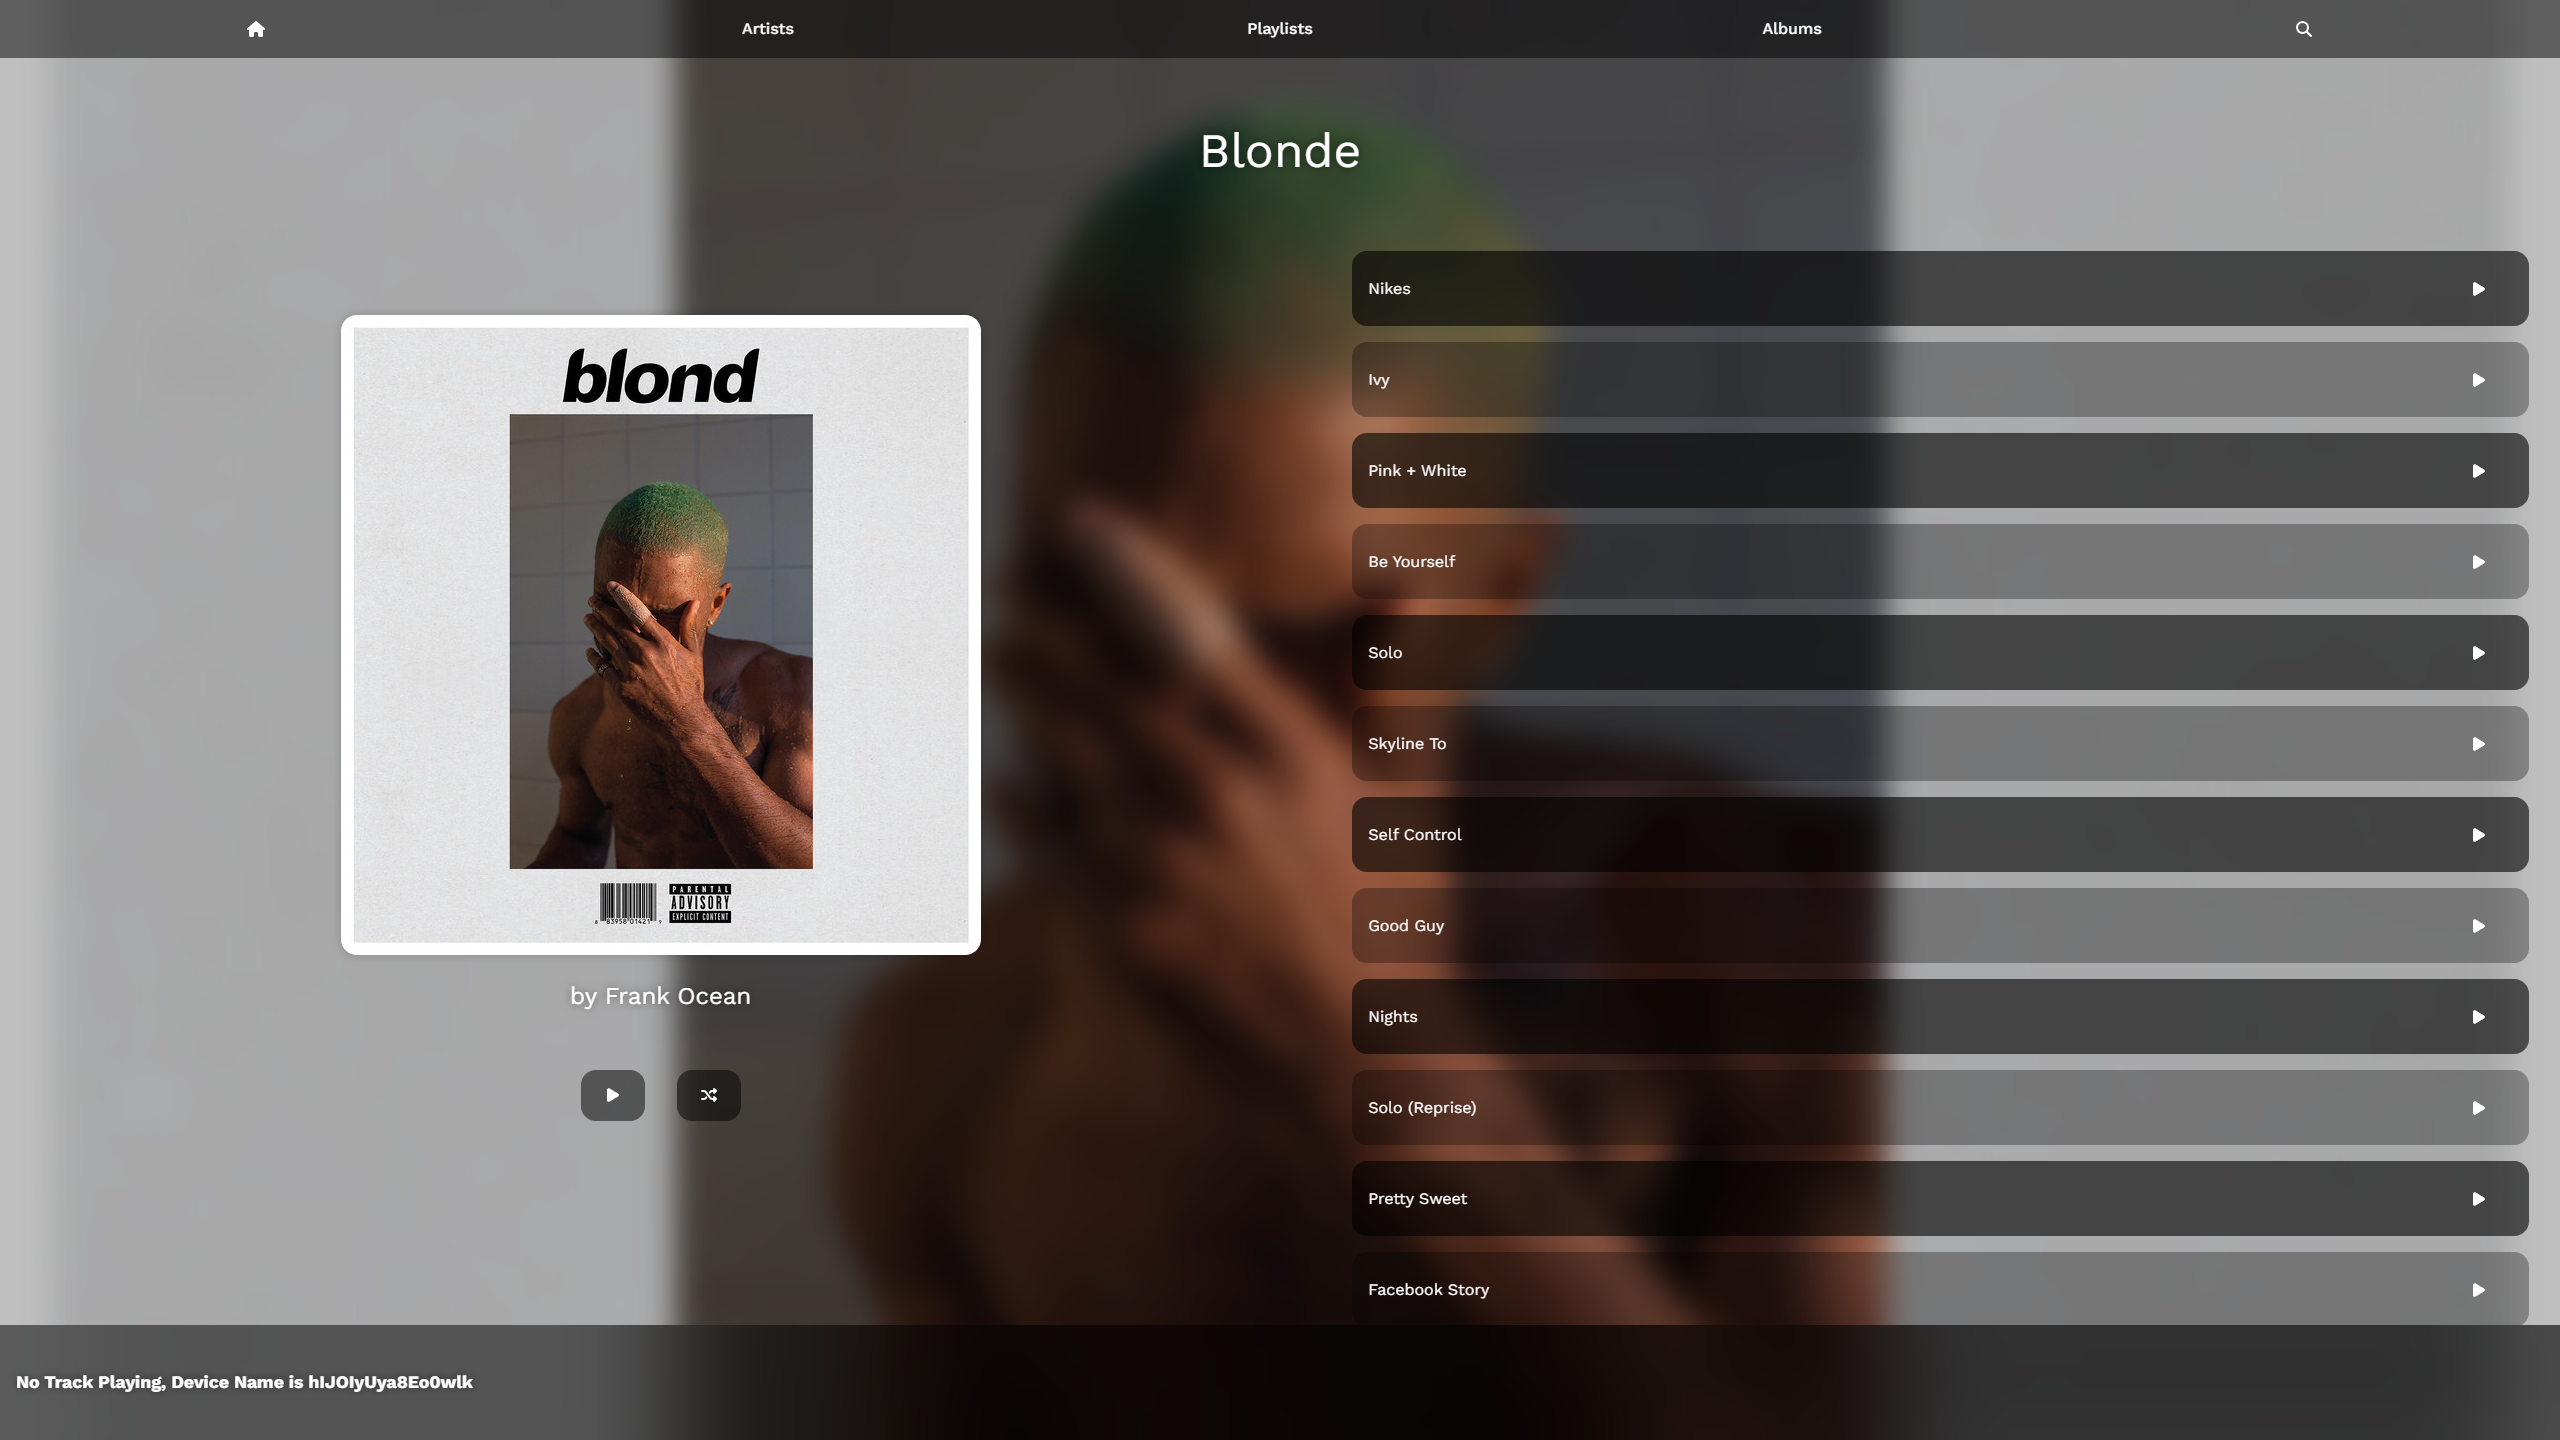 Artists
Playlists
Albums
Blonde
blond
PARENTAL
ADVISORY
EXPLICIT CONTENT
by Frank Ocean
Nikes
Ivy
Pink + White
Be Yourself
Solo
Skyline To
Self Control
Good Guy
Nights
Solo (Reprise)
Pretty Sweet
Facebook Story
No Track Playing, Device Name is hIJOIyUya8Eo0wlk